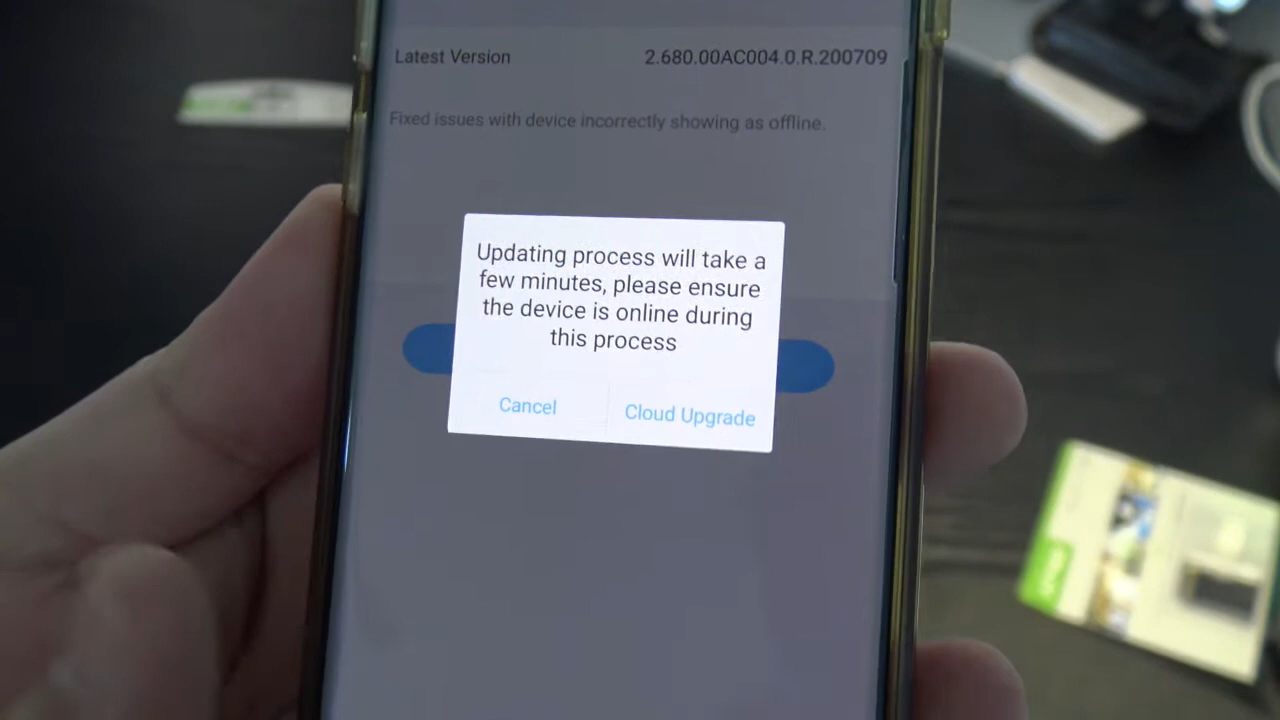 Latest Version 2.680.00AC004.0.R.200709
Fixed issues with device incorrectly showing as offline.
Updating process will take a
few minutes, please ensure
the device is online during
this process
Cancel Cloud Upgrade